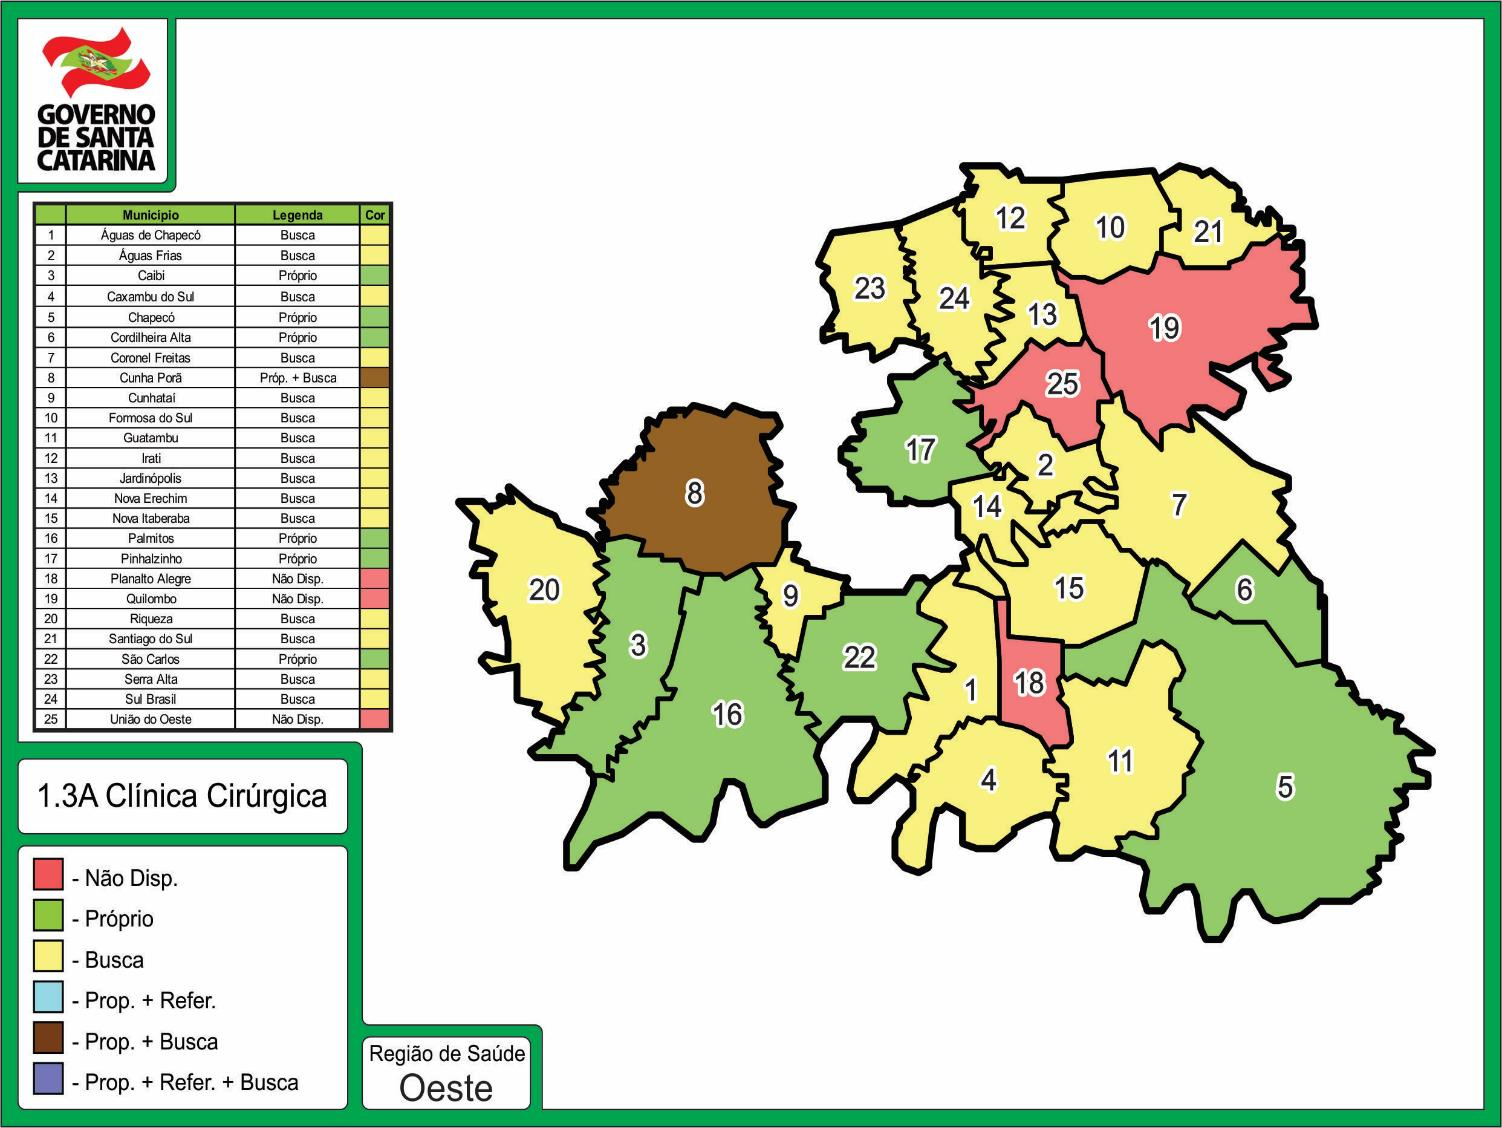 GOVERNO
DE SANTA
CATARINA
Município Legenda Cor
1 Águas de Chapecó Busca
2 Águas Frias Busca
3 Caibi Próprio
4 Caxambu do Sul Busca
5 Chapecó Próprio
6 Cordilheira Alta Próprio
7 Coronel Freitas Busca
8 Cunha Porã Próp. + Busca
9 Cunhataí Busca
10 Formosa do Sul Busca
11 Guatambu Busca
12 Irati Busca
13 Jardinópolis Busca
14 Nova Erechim Busca
15 Nova Itaberaba Busca
16 Palmitos Próprio
17 Pinhalzinho Próprio
18 Planalto Alegre Não Disp.
19 Quilombo Não Disp.
20 Riqueza Busca
21 Santiago do Sul Busca
22 São Carlos Próprio
23 Serra Alta Busca
24 Sul Brasil Busca
25 União do Oeste Não Disp.
12
10
21
23
24
13
19
25
17
2
8
14
7
20
9
15
6
3
22
1
18
16
4
11
5
1.3A Clínica Cirúrgica
- Não Disp.
- Próprio
- Busca
- Prop. + Refer.
- Prop. + Busca
- Prop. + Refer. + Busca
Região de Saúde
Oeste